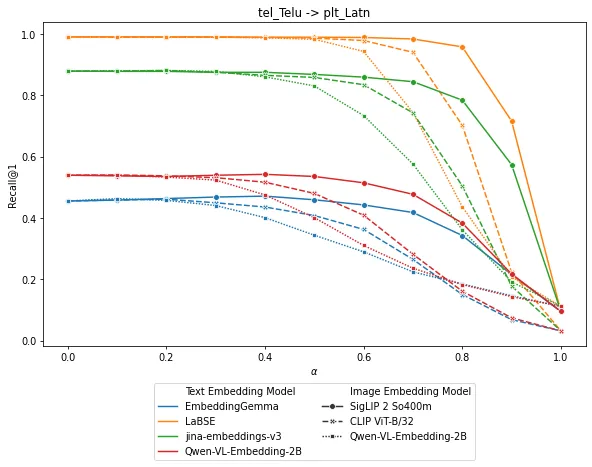 tel_Telu -> plt_Latn
Recall@1
1.0
0.8
0.6
0.4
0.2
0.0
0.0 0.2 0.4 0.6 0.8 1.0
α
Text Embedding Model
EmbeddingGemma
LaBSE
jina-embeddings-v3
Qwen-VL-Embedding-2B
Image Embedding Model
SigLIP 2 So400m
CLIP ViT-B/32
Qwen-VL-Embedding-2B